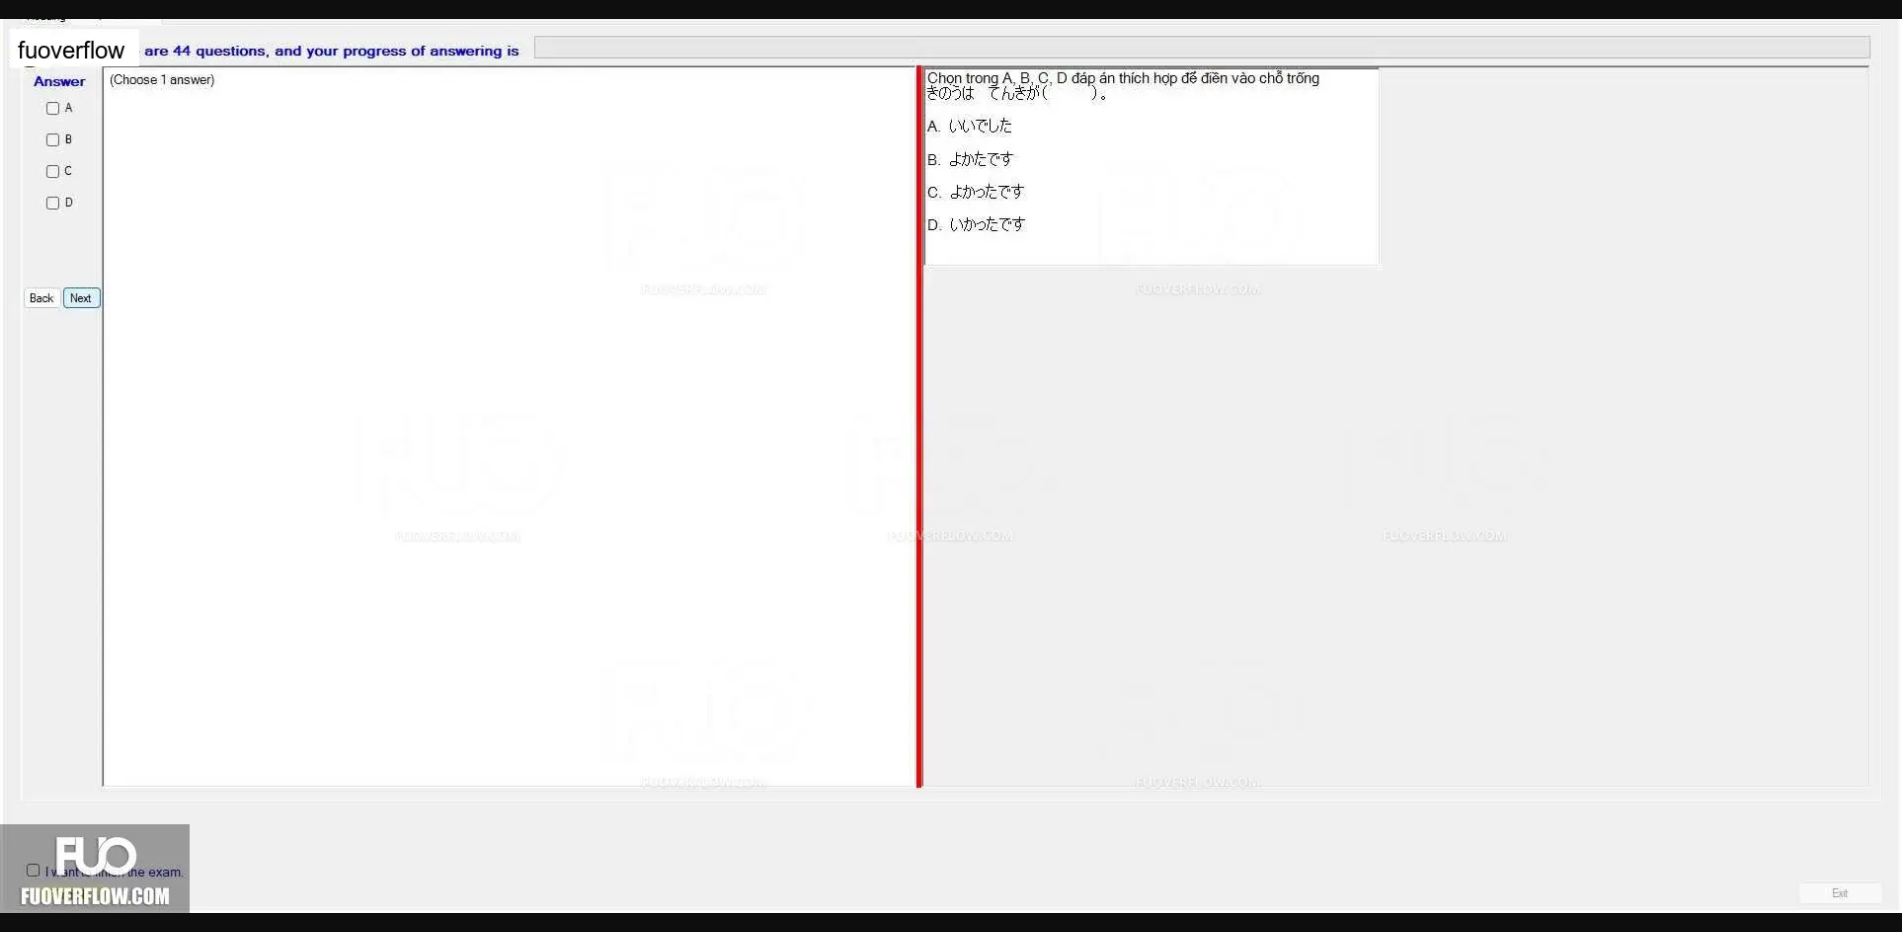 fuoverflow are 44 questions, and your progress of answering is
Answer
(Choose 1 answer)
A
B
C
D
Back Next
Chọn trong A, B, C, D đáp án thích hợp để điền vào chỗ trống
きのうは てんきが( )。
A. いいでした
B. よかたです
C. よかったです
D. いかったです
FUOVERFLOW.COM FUOVERFLOW.COM
FUOVERFLOW.COM FUOVERFLOW.COM FUOVERFLOW.COM
FUOVERFLOW.COM FUOVERFLOW.COM
FUO
I want to finish the exam.
FUOVERFLOW.COM
Exit